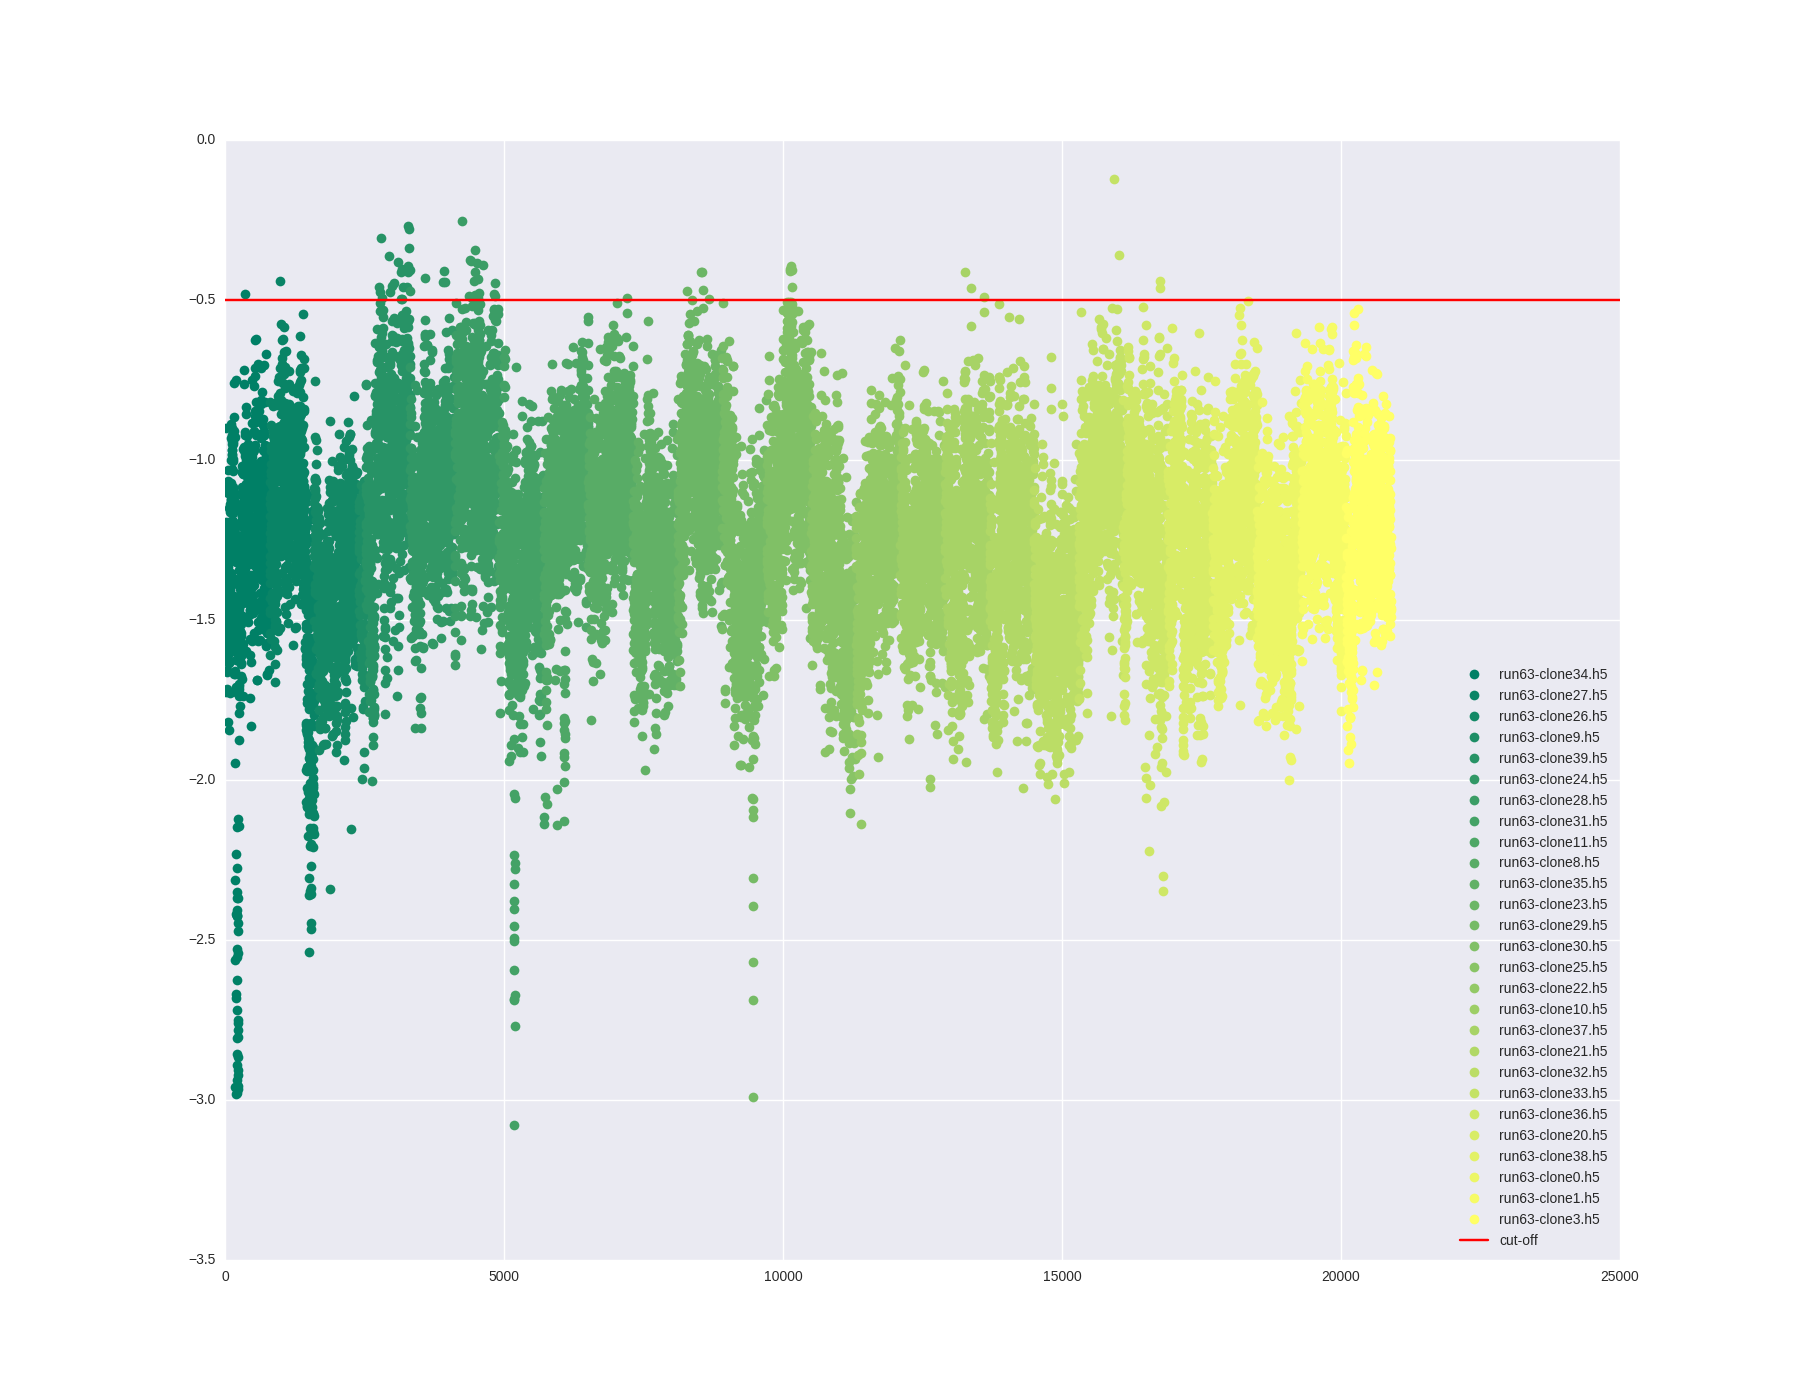 0.0
−0.5
−1.0
−1.5
−2.0
−2.5
−3.0
−3.5
0
5000
10000
15000
20000
25000
run63-clone34.h5
run63-clone27.h5
run63-clone26.h5
run63-clone9.h5
run63-clone39.h5
run63-clone24.h5
run63-clone28.h5
run63-clone31.h5
run63-clone11.h5
run63-clone8.h5
run63-clone35.h5
run63-clone23.h5
run63-clone29.h5
run63-clone30.h5
run63-clone25.h5
run63-clone22.h5
run63-clone10.h5
run63-clone37.h5
run63-clone21.h5
run63-clone32.h5
run63-clone33.h5
run63-clone36.h5
run63-clone20.h5
run63-clone38.h5
run63-clone0.h5
run63-clone1.h5
run63-clone3.h5
cut-off